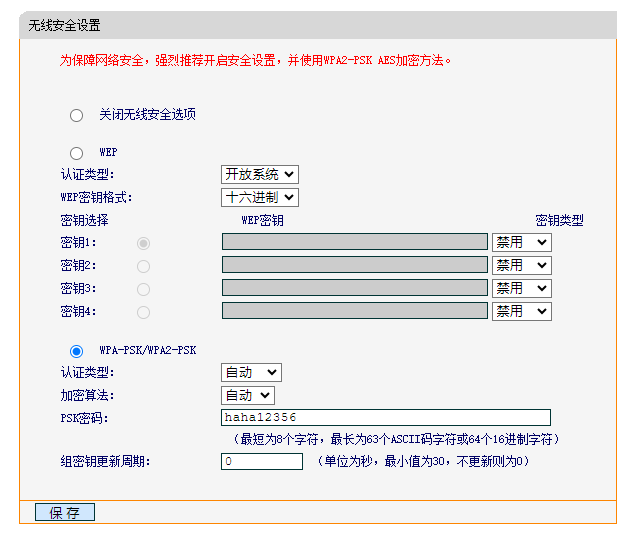 无线安全设置
为保障网络安全，强烈推荐开启安全设置，并使用WPA2-PSK AES加密方法。
关闭无线安全选项
WEP
认证类型： 开放系统
WEP密钥格式： 十六进制
密钥选择 WEP密钥 密钥类型
密钥1： 禁用
密钥2： 禁用
密钥3： 禁用
密钥4： 禁用
WPA-PSK/WPA2-PSK
认证类型： 自动
加密算法： 自动
PSK密码： haha12356
（最短为8个字符，最长为63个ASCII码字符或64个16进制字符）
组密钥更新周期： 0 （单位为秒，最小值为30，不更新则为0）
保 存